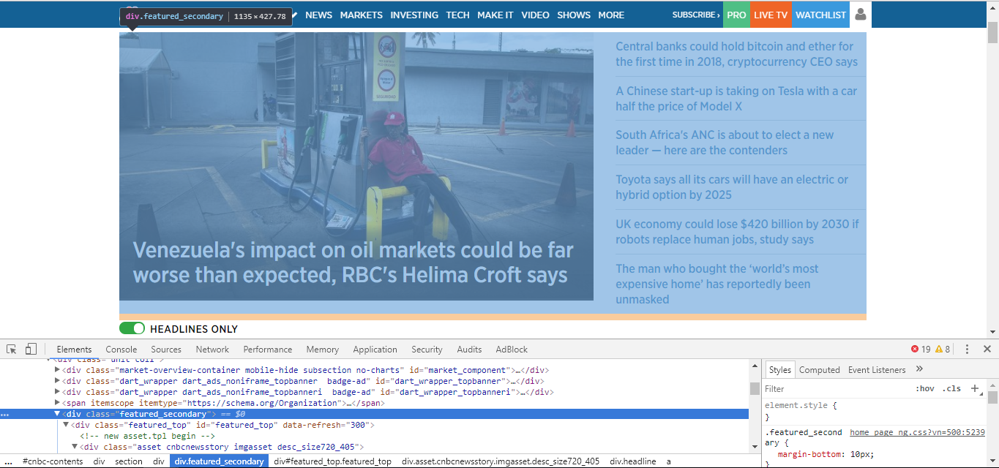 div.featured_secondary | 1135×427.78
NEWS MARKETS INVESTING TECH MAKE IT VIDEO SHOWS MORE SUBSCRIBE › PRO LIVE TV WATCHLIST
Central banks could hold bitcoin and ether for
the first time in 2018, cryptocurrency CEO says
A Chinese start-up is taking on Tesla with a car
half the price of Model X
South Africa's ANC is about to elect a new
leader — here are the contenders
Toyota says all its cars will have an electric or
hybrid option by 2025
UK economy could lose $420 billion by 2030 if
robots replace human jobs, study says
The man who bought the ‘world’s most
expensive home’ has reportedly been
unmasked
Venezuela's impact on oil markets could be far
worse than expected, RBC's Helima Croft says
HEADLINES ONLY
Elements Console Sources Network Performance Memory Application Security Audits AdBlock 19 8
<div class="unit col1">
<div class="market-overview-container mobile-hide subsection no-charts" id="market_component">…</div>
<div class="dart_wrapper dart_ads_noniframe_topbanner  badge-ad" id="dart_wrapper_topbanner">…</div>
<div class="dart_wrapper dart_ads_noniframe_topbanneri  badge-ad" id="dart_wrapper_topbanneri">…</div>
<span itemscope itemtype="https://schema.org/Organization">…</span>
… <div class="featured_secondary"> == $0
<div class="featured_top" id="featured_top" data-refresh="300">
<!-- new asset.tpl begin -->
<div class="asset cnbcnewsstory imgasset desc_size720_405">
... #cnbc-contents div section div div.featured_secondary div#featured_top.featured_top div.asset.cnbcnewsstory.imgasset.desc_size720_405 div.headline a
Styles Computed Event Listeners »
Filter :hov .cls +
element.style {
}
.featured_second home_page_ng.css?vn=500:5239
ary {
margin-bottom: 10px;
}